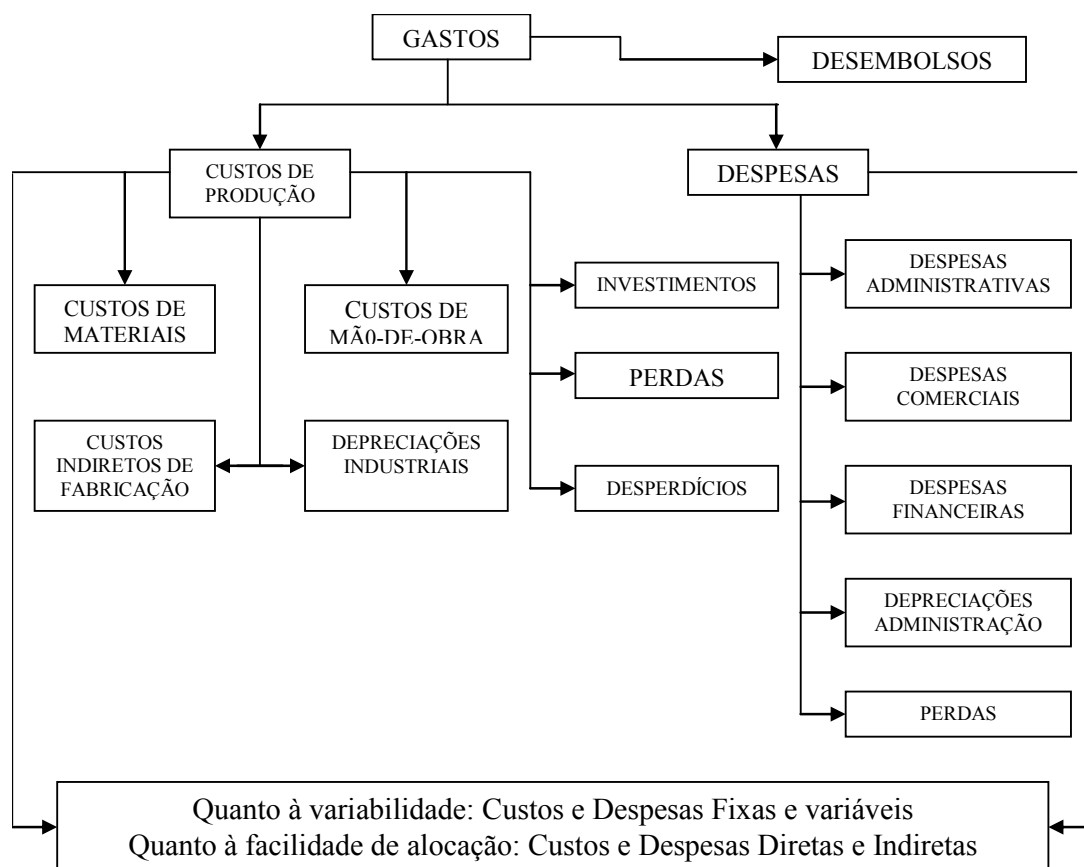 GASTOS
DESEMBOLSOS
CUSTOS DE
PRODUÇÃO
DESPESAS
CUSTOS DE
MATERIAIS
CUSTOS DE
MÃ0-DE-OBRA
INVESTIMENTOS
DESPESAS
ADMINISTRATIVAS
PERDAS
DESPESAS
COMERCIAIS
CUSTOS
INDIRETOS DE
FABRICAÇÃO
DEPRECIAÇÕES
INDUSTRIAIS
DESPERDÍCIOS
DESPESAS
FINANCEIRAS
DEPRECIAÇÕES
ADMINISTRAÇÃO
PERDAS
Quanto à variabilidade: Custos e Despesas Fixas e variáveis
Quanto à facilidade de alocação: Custos e Despesas Diretas e Indiretas